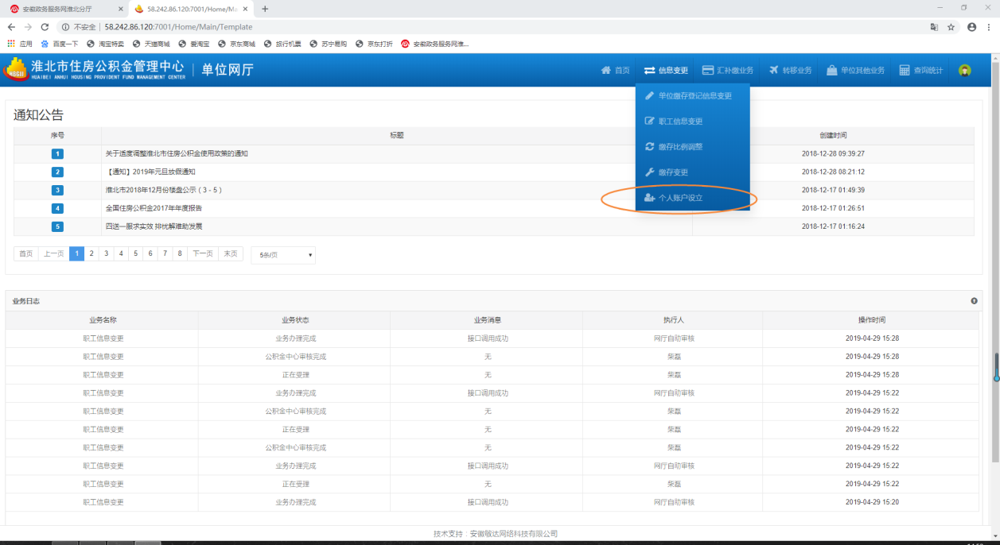 安徽政务服务网淮北分厅 58.242.86.120:7001/Home/Ma
不安全 | 58.242.86.120:7001/Home/Main/Template
应用 百度一下 淘宝特卖 天猫商城 爱淘宝 京东商城 旅行机票 苏宁易购 京东打折 安徽政务服务网淮...
淮北市住房公积金管理中心 | 单位网厅
HUAIBEI ANHUI HOUSING PROVIDENT FUND MANAGEMENT CENTER
首页 信息变更 汇补缴业务 转移业务 单位其他业务 查询统计
单位缴存登记信息变更
职工信息变更
缴存比例调整
缴存变更
个人账户设立
通知公告
序号 标题 创建时间
1 关于适度调整淮北市住房公积金使用政策的通知 2018-12-28 09:39:27
2 【通知】2019年元旦放假通知 2018-12-28 08:21:12
3 淮北市2018年12月份楼盘公示(3-5) 2018-12-17 01:49:39
4 全国住房公积金2017年年度报告 2018-12-17 01:26:51
5 四送一服求实效 排忧解难助发展 2018-12-17 01:16:24
首页 上一页 1 2 3 4 5 6 7 8 下一页 末页 5条/页
业务日志
业务名称 业务状态 业务消息 执行人 操作时间
职工信息变更 业务办理完成 接口调用成功 网厅自动审核 2019-04-29 15:28
职工信息变更 公积金中心审核完成 无 柴磊 2019-04-29 15:28
职工信息变更 正在受理 无 柴磊 2019-04-29 15:28
职工信息变更 业务办理完成 接口调用成功 网厅自动审核 2019-04-29 15:22
职工信息变更 公积金中心审核完成 无 柴磊 2019-04-29 15:22
职工信息变更 正在受理 无 柴磊 2019-04-29 15:22
职工信息变更 公积金中心审核完成 无 柴磊 2019-04-29 15:22
职工信息变更 业务办理完成 接口调用成功 网厅自动审核 2019-04-29 15:22
职工信息变更 正在受理 无 柴磊 2019-04-29 15:22
职工信息变更 业务办理完成 接口调用成功 网厅自动审核 2019-04-29 15:20
技术支持:安徽敏达网络科技有限公司